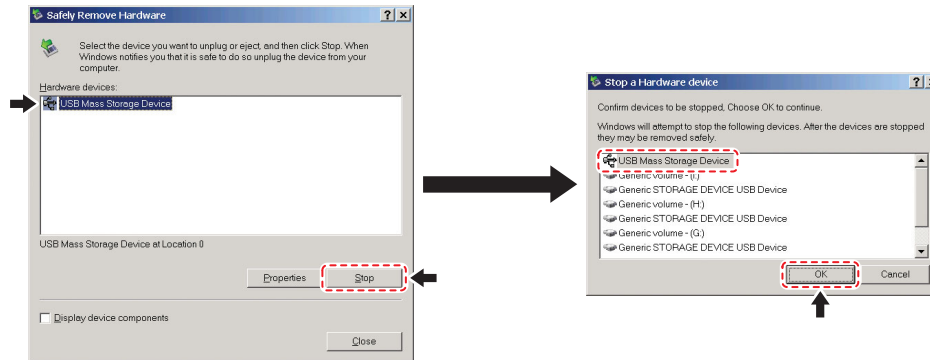 Safely Remove Hardware
Select the device you want to unplug or eject, and then click Stop. When
Windows notifies you that it is safe to do so unplug the device from your
computer.
Hardware devices:
USB Mass Storage Device
USB Mass Storage Device at Location 0
Properties
Stop
Display device components
Close
Stop a Hardware device
Confirm devices to be stopped, Choose OK to continue.
Windows will attempt to stop the following devices. After the devices are stopped
they may be removed safely.
USB Mass Storage Device
Generic volume - (I:)
Generic STORAGE DEVICE USB Device
Generic volume - (H:)
Generic STORAGE DEVICE USB Device
Generic volume - (G:)
Generic STORAGE DEVICE USB Device
OK
Cancel